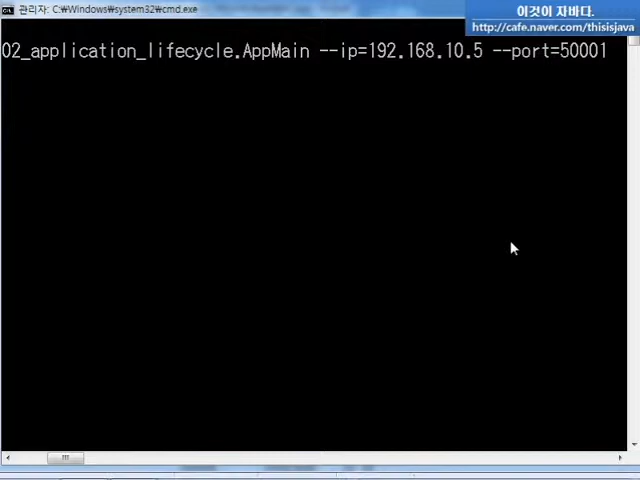 관리자: C:₩Windows₩system32₩cmd.exe
이것이 자바다.
http://cafe.naver.com/thisisjava
02_application_lifecycle.AppMain --ip=192.168.10.5 --port=50001